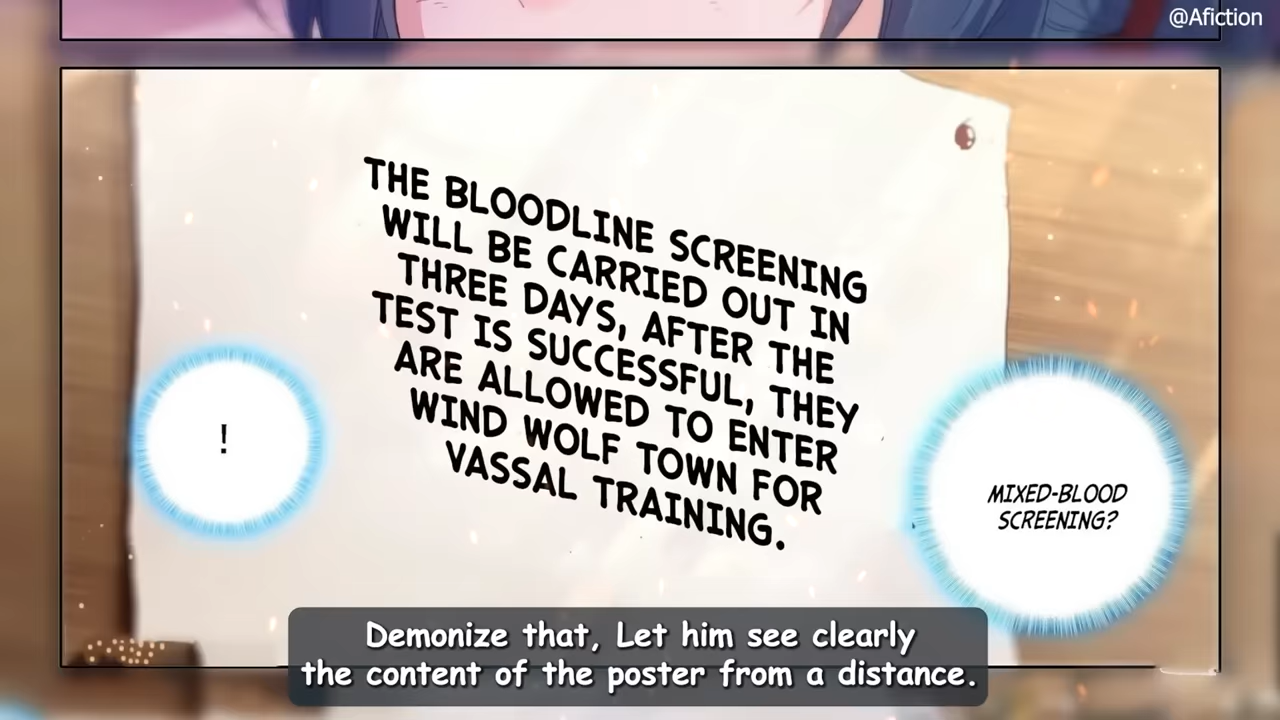 @Afiction
THE BLOODLINE SCREENING
WILL BE CARRIED OUT IN
THREE DAYS, AFTER THE
TEST IS SUCCESSFUL, THEY
ARE ALLOWED TO ENTER
WIND WOLF TOWN FOR
VASSAL TRAINING.
!
MIXED-BLOOD
SCREENING?
Demonize that, Let him see clearly
the content of the poster from a distance.